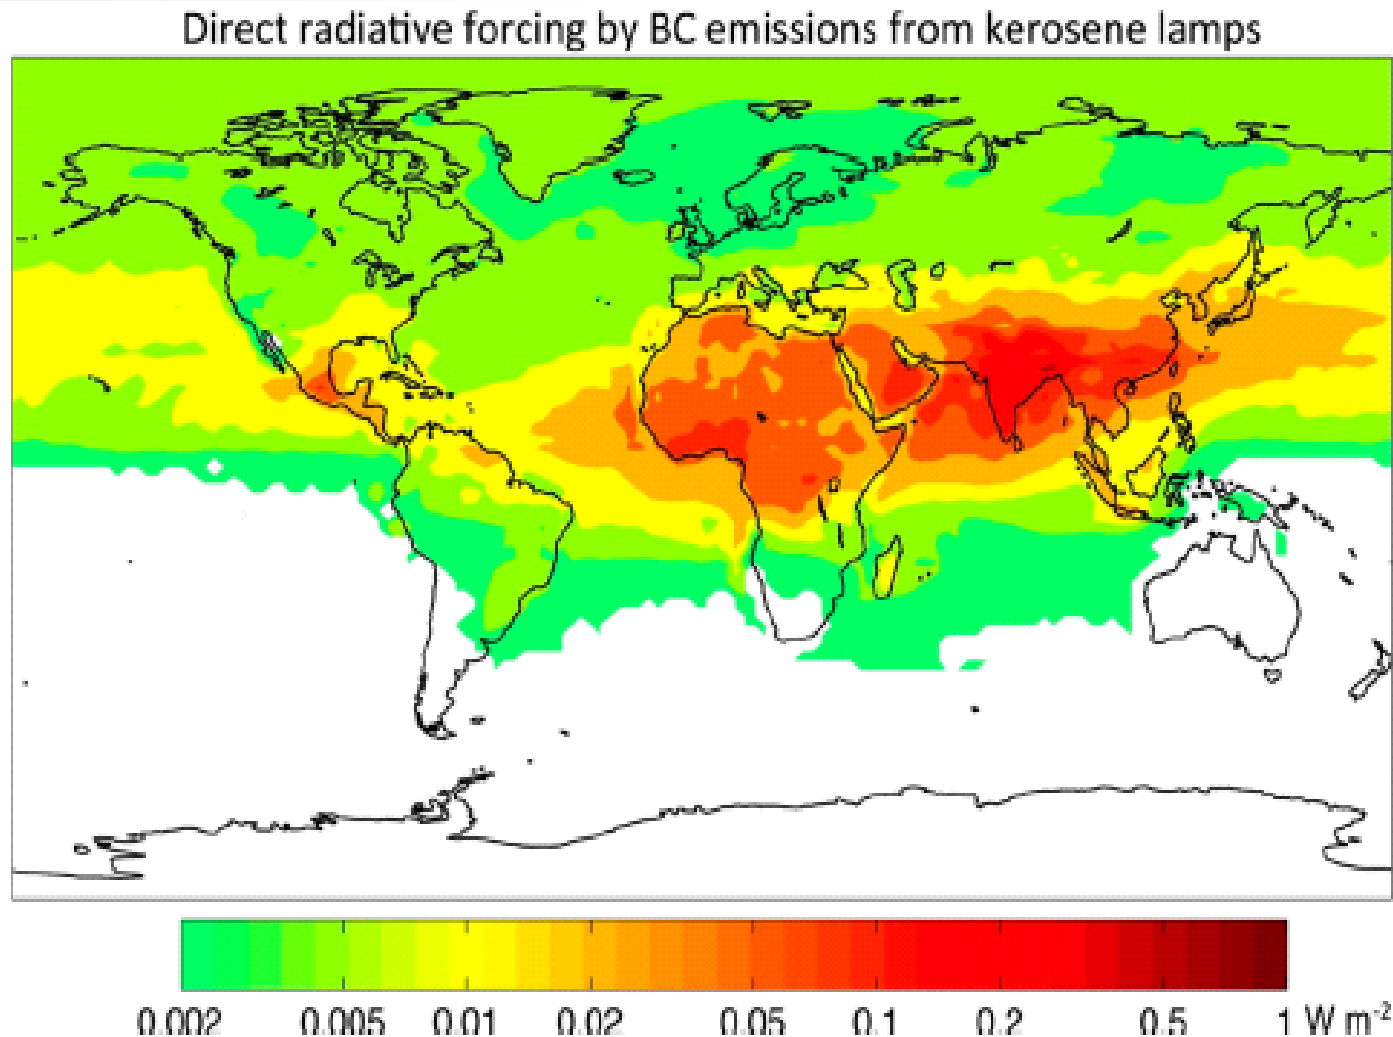 Direct radiative forcing by BC emissions from kerosene lamps
0.002 0.005 0.01 0.02 0.05 0.1 0.2 0.5 1 W m-2